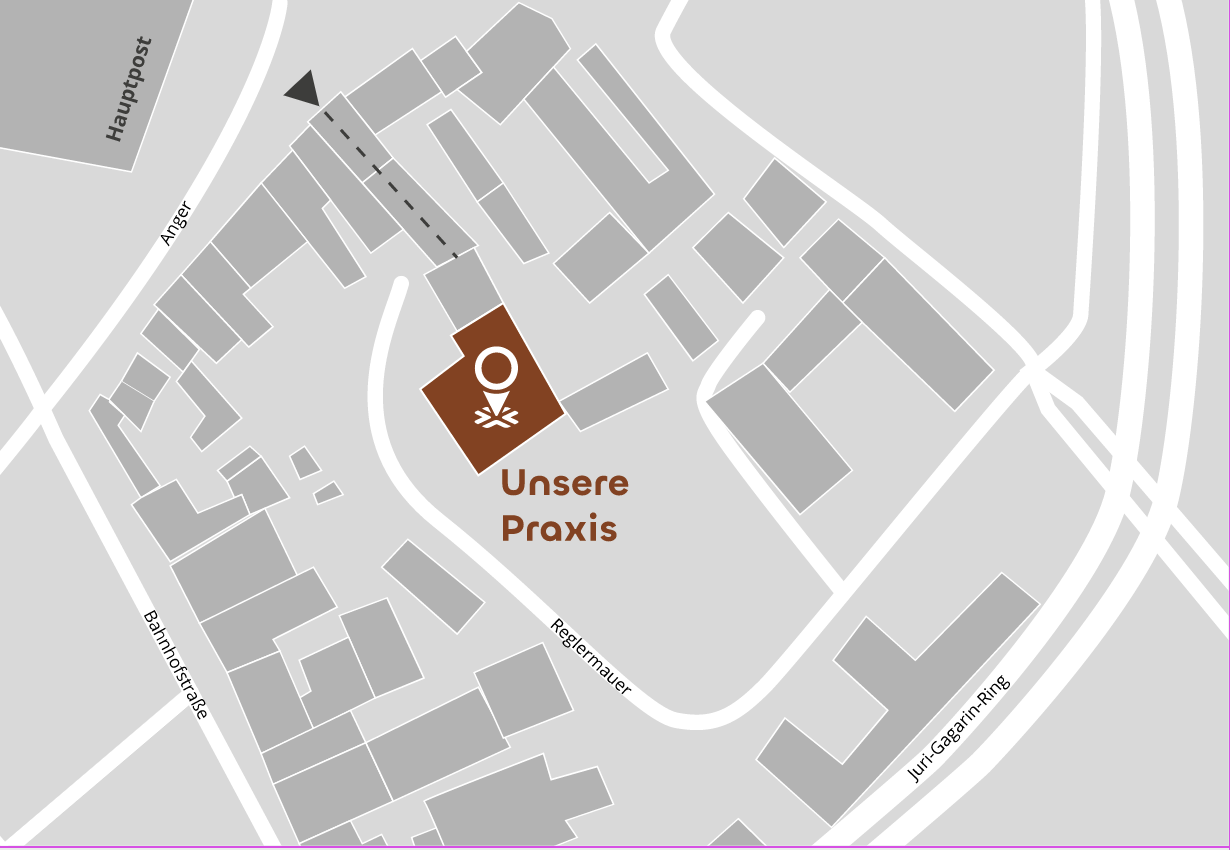 Hauptpost
Anger
Unsere
Praxis
Bahnhofstraße
Reglermauer
Juri-Gagarin-Ring